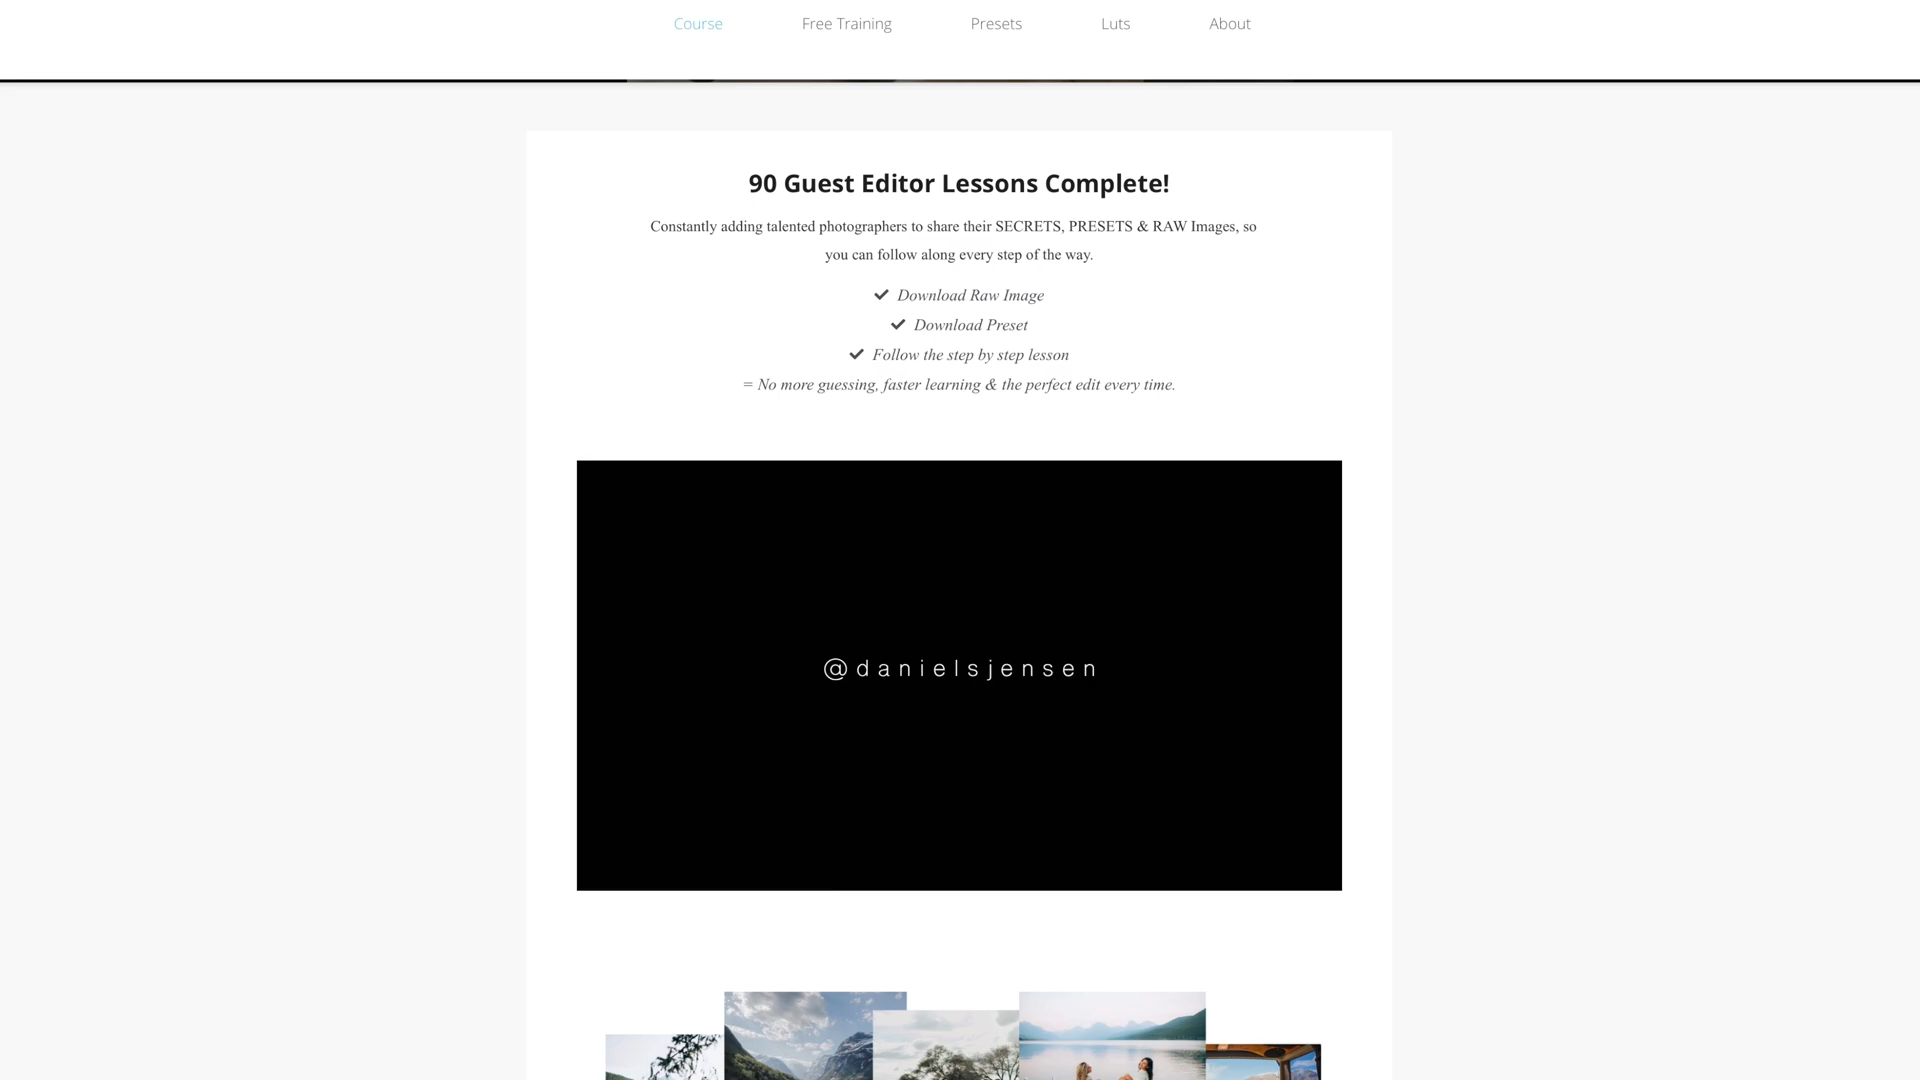 Course Free Training Presets Luts About
90 Guest Editor Lessons Complete!
Constantly adding talented photographers to share their SECRETS, PRESETS & RAW Images, so
you can follow along every step of the way.
Download Raw Image
Download Preset
Follow the step by step lesson
= No more guessing, faster learning & the perfect edit every time.
@danielsjensen